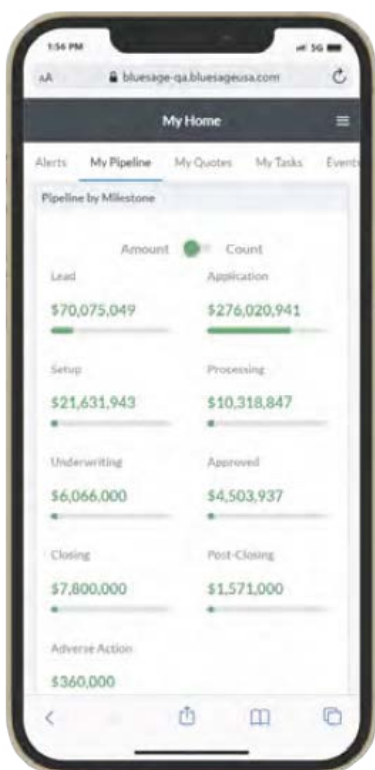 1:56 PM 5G
AA bluesage-qa.bluesageusa.com
My Home
Alerts My Pipeline My Quotes My Tasks Events
Pipeline by Milestone
Amount Count
Lead Application
$70,075,049 $276,020,941
Setup Processing
$21,631,943 $10,318,847
Underwriting Approved
$6,066,000 $4,503,937
Closing Post-Closing
$7,800,000 $1,571,000
Adverse Action
$360,000